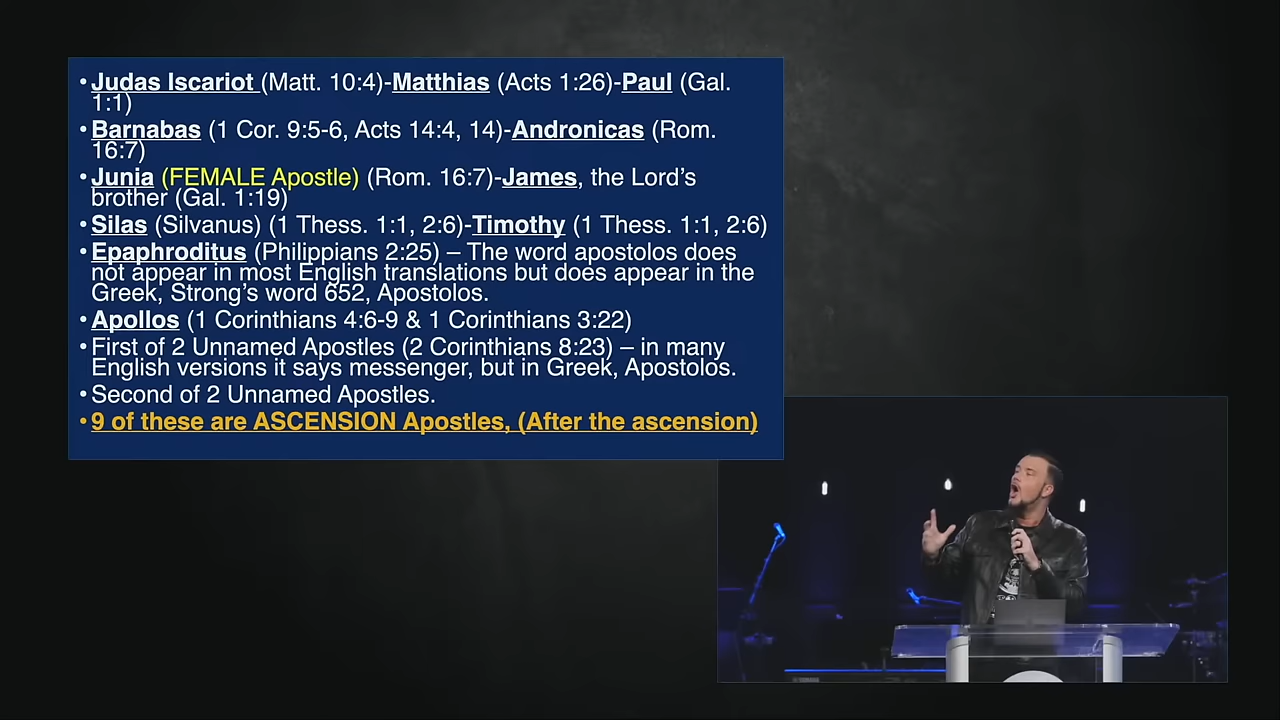 •Judas Iscariot (Matt. 10:4)-Matthias (Acts 1:26)-Paul (Gal.
1:1)
•Barnabas (1 Cor. 9:5-6, Acts 14:4, 14)-Andronicas (Rom.
16:7)
•Junia (FEMALE Apostle) (Rom. 16:7)-James, the Lord’s
brother (Gal. 1:19)
•Silas (Silvanus) (1 Thess. 1:1, 2:6)-Timothy (1 Thess. 1:1, 2:6)
•Epaphroditus (Philippians 2:25) – The word apostolos does
not appear in most English translations but does appear in the
Greek, Strong’s word 652, Apostolos.
•Apollos (1 Corinthians 4:6-9 & 1 Corinthians 3:22)
•First of 2 Unnamed Apostles (2 Corinthians 8:23) – in many
English versions it says messenger, but in Greek, Apostolos.
•Second of 2 Unnamed Apostles.
•9 of these are ASCENSION Apostles, (After the ascension)